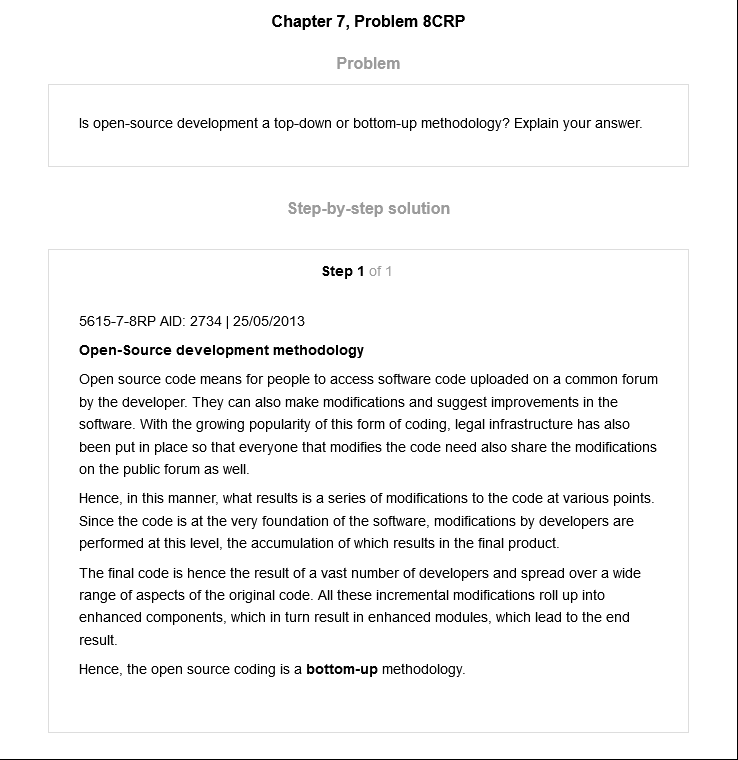 Chapter 7, Problem 8CRP
Problem
Is open-source development a top-down or bottom-up methodology? Explain your answer.
Step-by-step solution
Step 1 of 1
5615-7-8RP AID: 2734 | 25/05/2013
Open-Source development methodology
Open source code means for people to access software code uploaded on a common forum
by the developer. They can also make modifications and suggest improvements in the
software. With the growing popularity of this form of coding, legal infrastructure has also
been put in place so that everyone that modifies the code need also share the modifications
on the public forum as well.
Hence, in this manner, what results is a series of modifications to the code at various points.
Since the code is at the very foundation of the software, modifications by developers are
performed at this level, the accumulation of which results in the final product.
The final code is hence the result of a vast number of developers and spread over a wide
range of aspects of the original code. All these incremental modifications roll up into
enhanced components, which in turn result in enhanced modules, which lead to the end
result.
Hence, the open source coding is a bottom-up methodology.